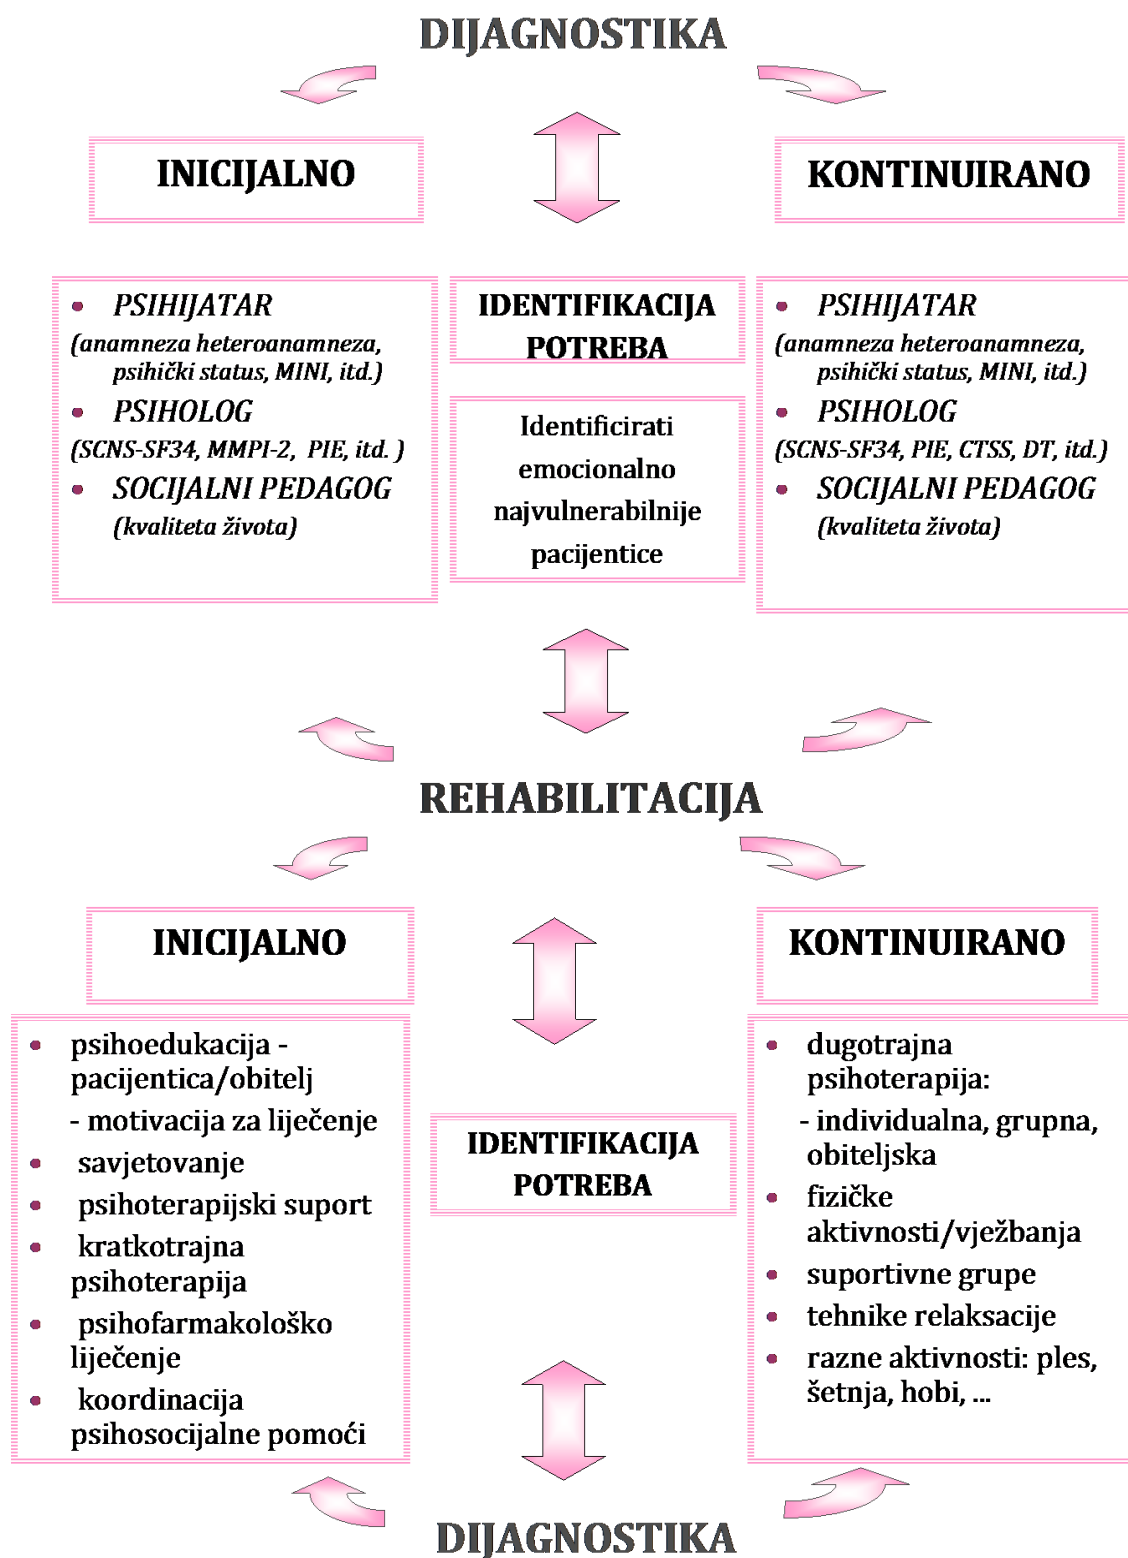 DIJAGNOSTIKA
INICIJALNO
KONTINUIRANO
• PSIHIJATAR
(anamneza heteroanamneza,
psihički status, MINI, itd.)
• PSIHOLOG
(SCNS-SF34, MMPI-2, PIE, itd. )
• SOCIJALNI PEDAGOG
(kvaliteta života)
IDENTIFIKACIJA
POTREBA
Identificirati
emocionalno
najvulnerabilnije
pacijentice
• PSIHIJATAR
(anamneza heteroanamneza,
psihički status, MINI, itd.)
• PSIHOLOG
(SCNS-SF34, PIE, CTSS, DT, itd.)
• SOCIJALNI PEDAGOG
(kvaliteta života)
REHABILITACIJA
INICIJALNO
KONTINUIRANO
• psihoedukacija -
pacijentica/obitelj
- motivacija za liječenje
• savjetovanje
• psihoterapijski suport
• kratkotrajna
psihoterapija
• psihofarmakološko
liječenje
• koordinacija
psihosocijalne pomoći
IDENTIFIKACIJA
POTREBA
• dugotrajna
psihoterapija:
- individualna, grupna,
obiteljska
• fizičke
aktivnosti/vježbanja
• suportivne grupe
• tehnike relaksacije
• razne aktivnosti: ples,
šetnja, hobi, ...
DIJAGNOSTIKA